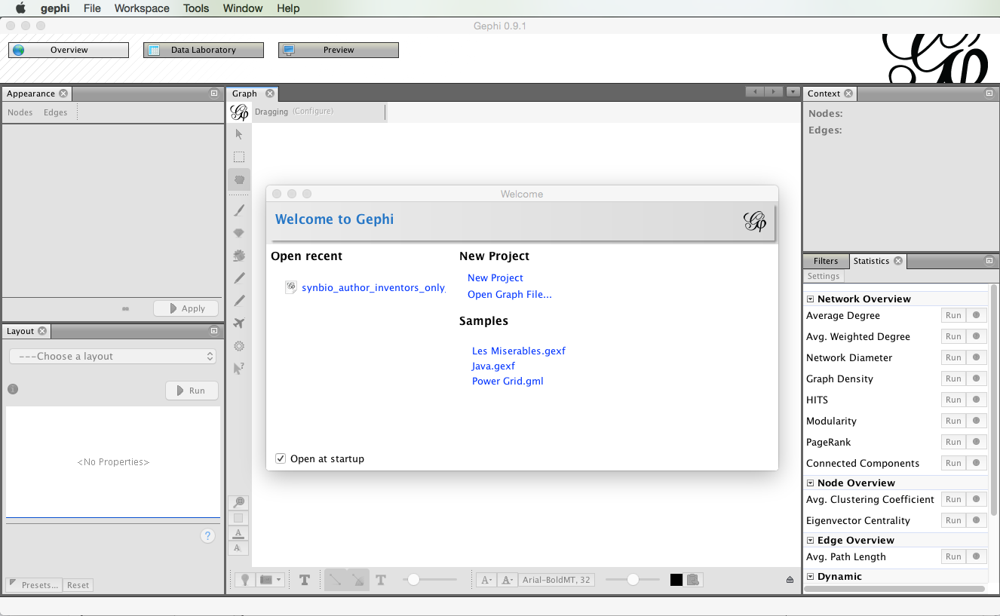 gephi File Workspace Tools Window Help
Gephi 0.9.1
Overview Data Laboratory Preview
Appearance
Nodes Edges
Apply
Layout
---Choose a layout
Run
<No Properties>
?
Presets... Reset
Graph
Dragging (Configure)
Welcome
Welcome to Gephi
Open recent
synbio_author_inventors_only
New Project
New Project
Open Graph File...
Samples
Les Miserables.gexf
Java.gexf
Power Grid.gml
Open at startup
A
A
T T A- A- Arial-BoldMT, 32
Context
Nodes:
Edges:
Filters Statistics
Settings
Network Overview
Average Degree Run
Avg. Weighted Degree Run
Network Diameter Run
Graph Density Run
HITS Run
Modularity Run
PageRank Run
Connected Components Run
Node Overview
Avg. Clustering Coefficient Run
Eigenvector Centrality Run
Edge Overview
Avg. Path Length Run
Dynamic